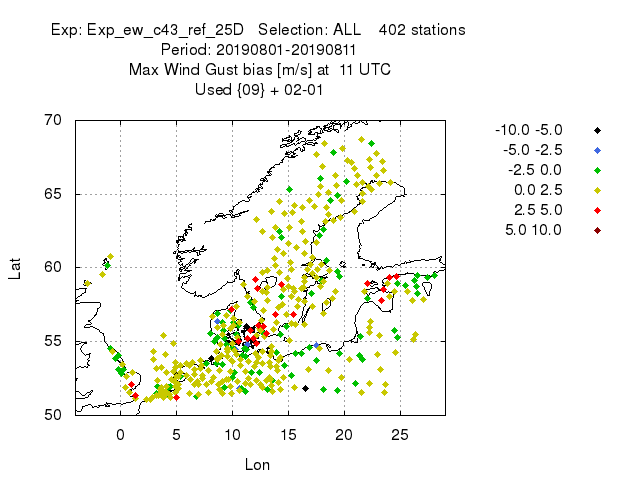 Exp: Exp_ew_c43_ref_25D Selection: ALL 402 stations
Period: 20190801-20190811
Max Wind Gust bias [m/s] at 11 UTC
Used {09} + 02-01
-10.0 -5.0
-5.0 -2.5
-2.5 0.0
0.0 2.5
2.5 5.0
5.0 10.0
70
65
60
55
50
Lat
0 5 10 15 20 25
Lon